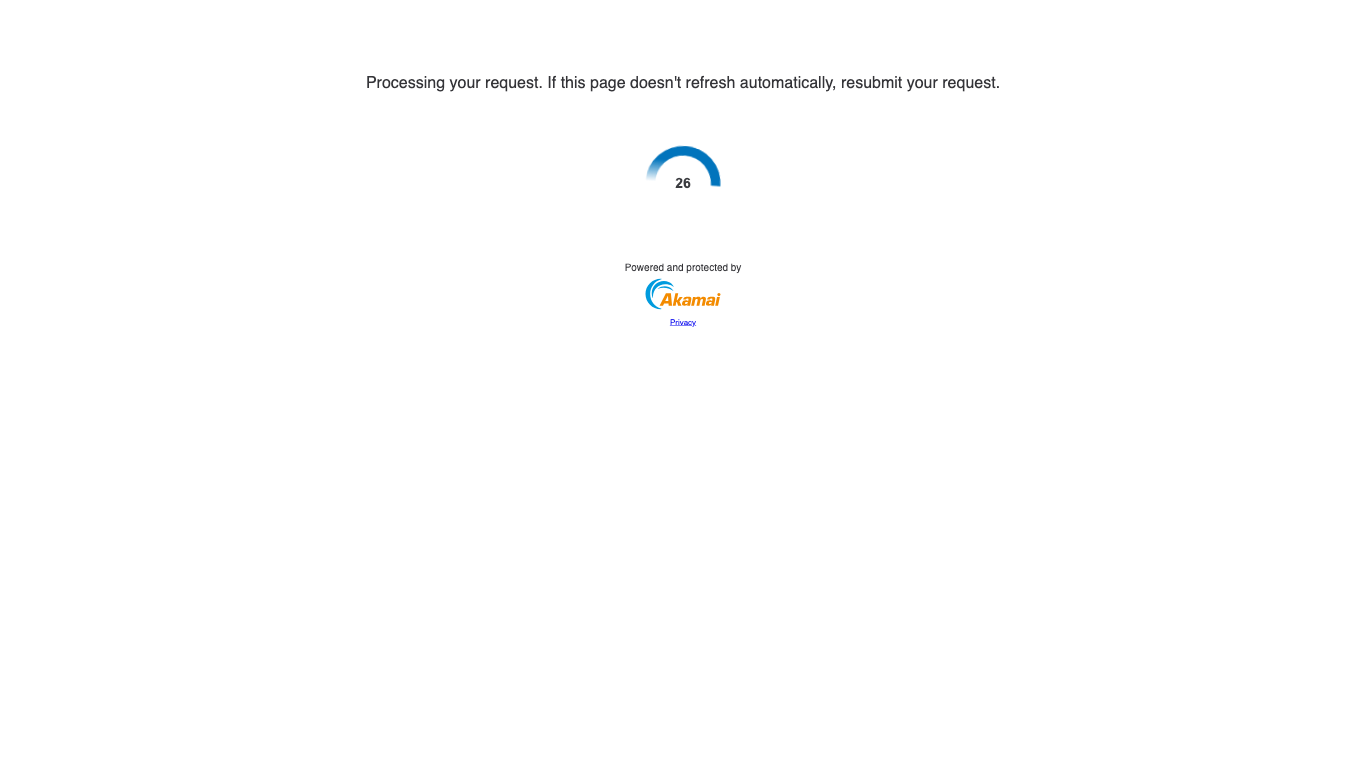 Processing your request. If this page doesn't refresh automatically, resubmit your request.
26
Powered and protected by
Akamai
Privacy